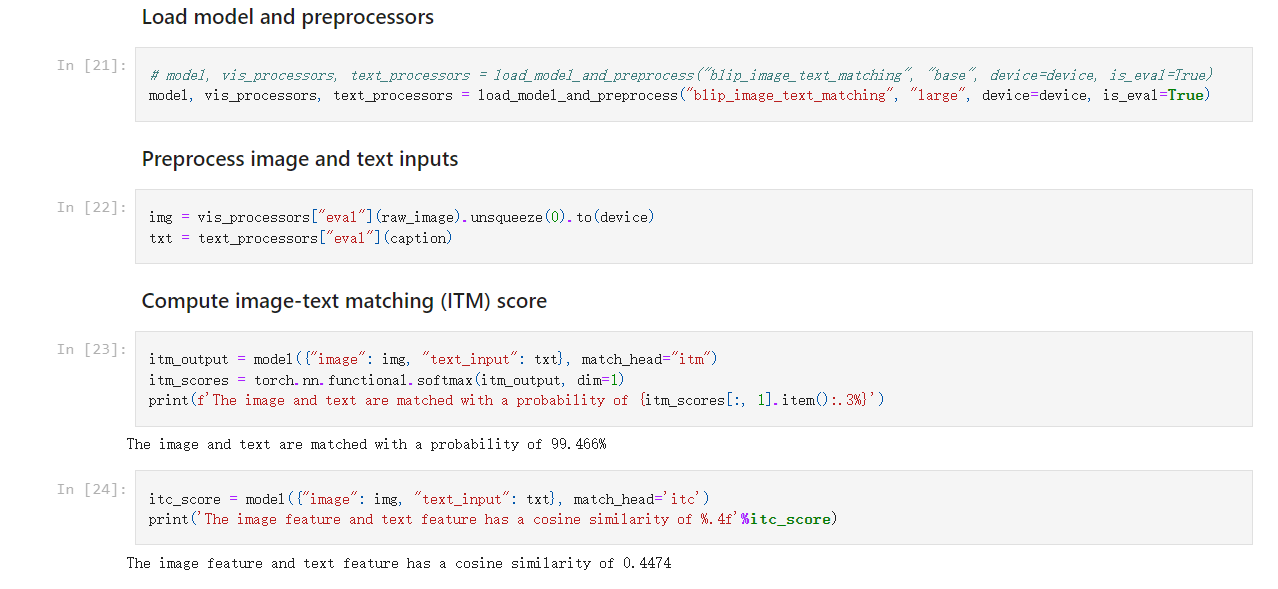 Load model and preprocessors
In [21]:
# model, vis_processors, text_processors = load_model_and_preprocess("blip_image_text_matching", "base", device=device, is_eval=True)
model, vis_processors, text_processors = load_model_and_preprocess("blip_image_text_matching", "large", device=device, is_eval=True)
Preprocess image and text inputs
In [22]:
img = vis_processors["eval"](raw_image).unsqueeze(0).to(device)
txt = text_processors["eval"](caption)
Compute image-text matching (ITM) score
In [23]:
itm_output = model({"image": img, "text_input": txt}, match_head="itm")
itm_scores = torch.nn.functional.softmax(itm_output, dim=1)
print(f'The image and text are matched with a probability of {itm_scores[:, 1].item():.3%}')
The image and text are matched with a probability of 99.466%
In [24]:
itc_score = model({"image": img, "text_input": txt}, match_head='itc')
print('The image feature and text feature has a cosine similarity of %.4f'%itc_score)
The image feature and text feature has a cosine similarity of 0.4474